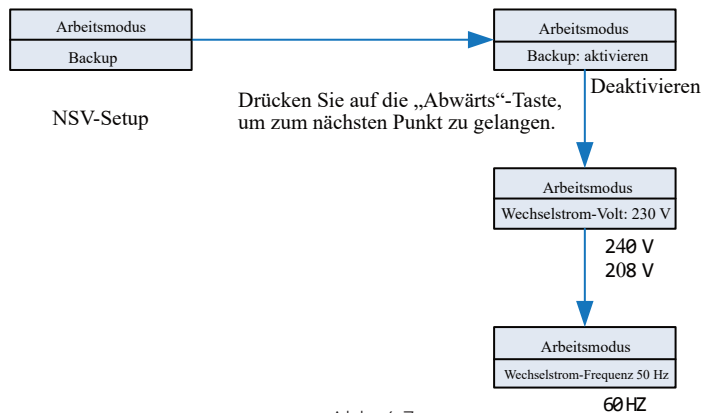 Arbeitsmodus
Backup
NSV-Setup
Drücken Sie auf die „Abwärts“-Taste,
um zum nächsten Punkt zu gelangen.
Arbeitsmodus
Backup: aktivieren
Deaktivieren
Arbeitsmodus
Wechselstrom-Volt: 230 V
240 V
208 V
Arbeitsmodus
Wechselstrom-Frequenz 50 Hz
60HZ